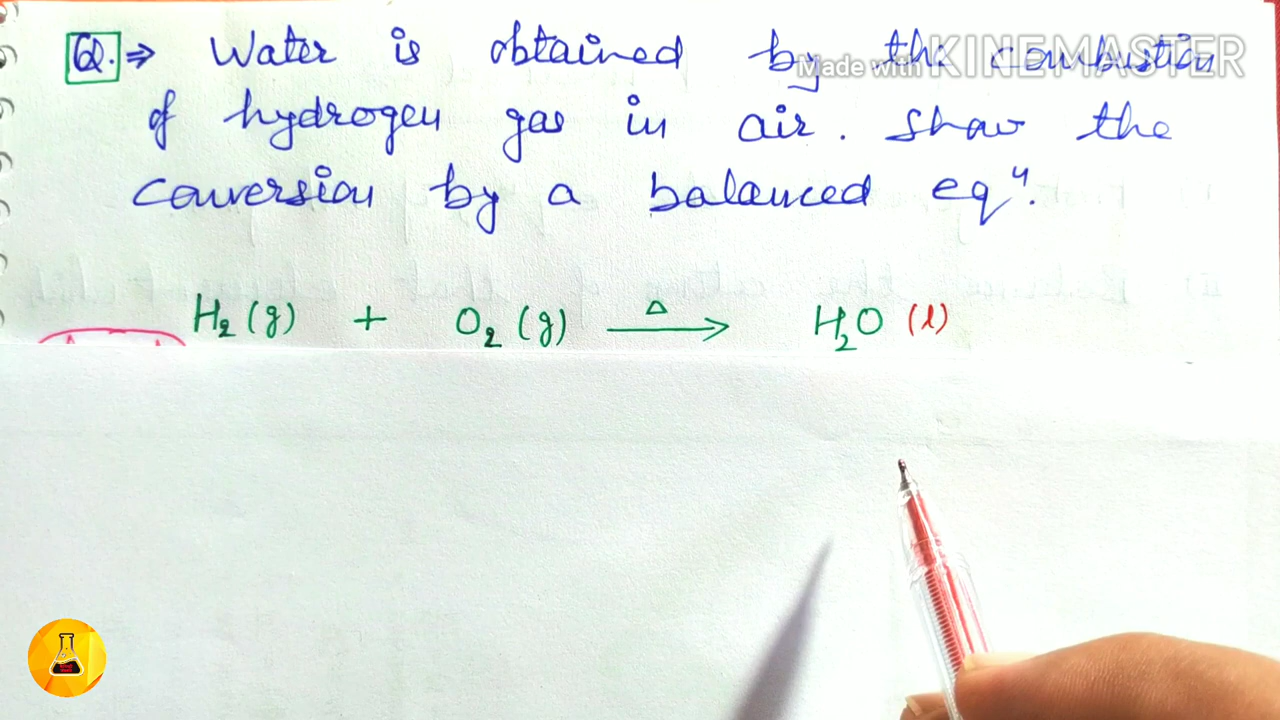 Q. ⇒ Water is obtained by the combustion
Made with KINEMASTER
of hydrogen gas in air. Show the
conversion by a balanced eqⁿ.
H₂ (g) + O₂ (g) —Δ→ H₂O (l)